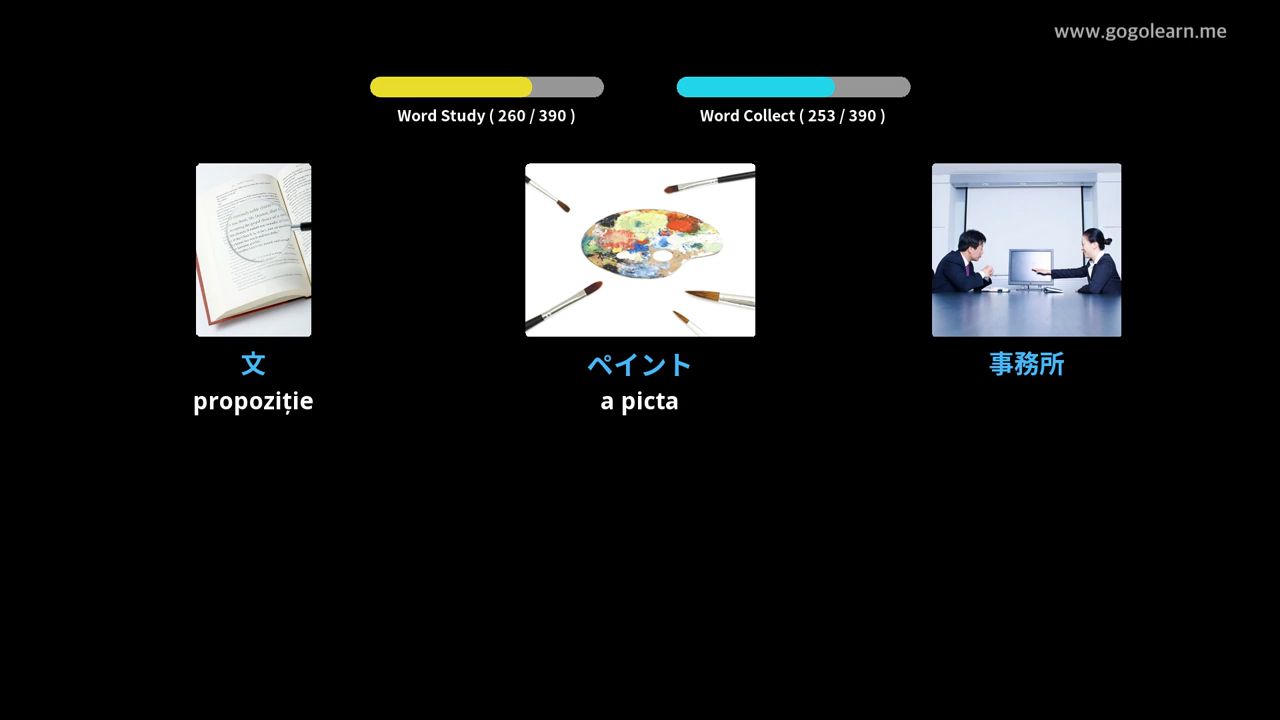 www.gogolearn.me
Word Study ( 260 / 390 )
Word Collect ( 253 / 390 )
文
ペイント
事務所
propoziție
a picta